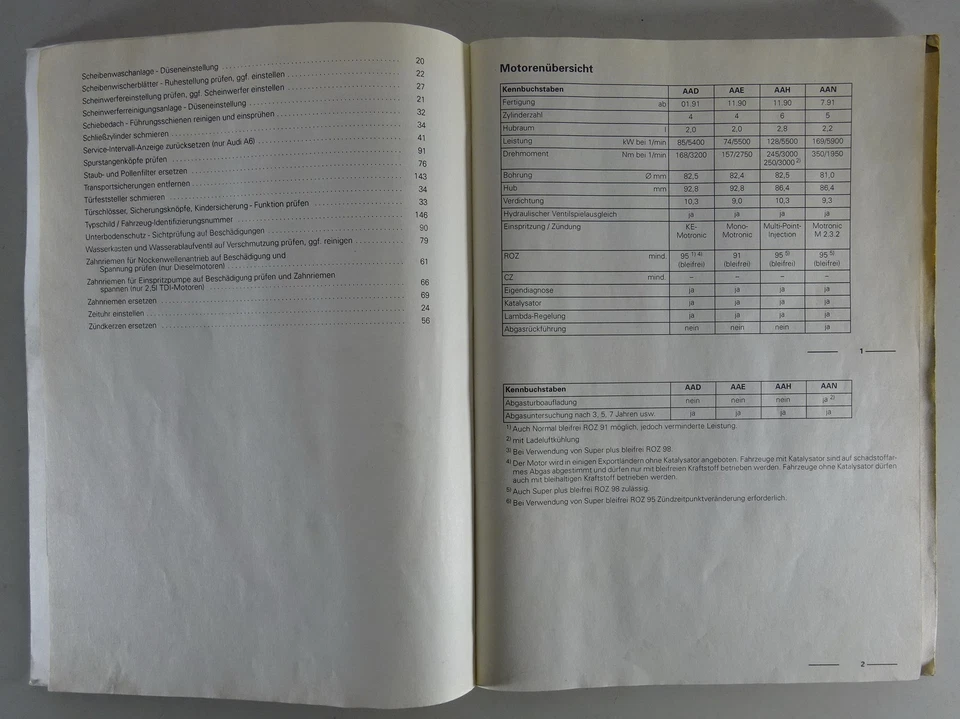 Scheibenwaschanlage - Düseneinstellung 20
Scheibenwischerblätter - Ruhestellung prüfen, ggf. einstellen 22
Scheinwerfereinstellung prüfen, ggf. Scheinwerfer einstellen 27
Scheinwerferreinigungsanlage - Düseneinstellung 21
Schiebedach - Führungsschienen reinigen und einsprühen 32
Schließzylinder schmieren 34
Service-Intervall-Anzeige zurücksetzen (nur Audi A6) 41
Spurstangenköpfe prüfen 91
Staub- und Pollenfilter ersetzen 76
Transportsicherungen entfernen 143
Türfeststeller schmieren 34
Türschlösser, Sicherungsknöpfe, Kindersicherung - Funktion prüfen 33
Typschild / Fahrzeug-Identifizierungsnummer 146
Unterbodenschutz - Sichtprüfung auf Beschädigungen 90
Wasserkasten und Wasserablaufventil auf Verschmutzung prüfen, ggf. reinigen 79
Zahnriemen für Nockenwellenantrieb auf Beschädigung und
Spannung prüfen (nur Dieselmotoren) 61
Zahnriemen für Einspritzpumpe auf Beschädigung prüfen und Zahnriemen
spannen (nur 2,5l TDI-Motoren) 66
Zahnriemen ersetzen 69
Zeituhr einstellen 24
Zündkerzen ersetzen 56
Motorenübersicht
Kennbuchstaben AAD AAE AAH AAN
Fertigung ab 01.91 11.90 11.90 7.91
Zylinderzahl 4 4 6 5
Hubraum l 2,0 2,0 2,8 2,2
Leistung kW bei 1/min 85/5400 74/5500 128/5500 169/5900
Drehmoment Nm bei 1/min 168/3200 157/2750 245/3000 350/1950
250/3000 2)
Bohrung Ø mm 82,5 82,4 82,5 81,0
Hub mm 92,8 92,8 86,4 86,4
Verdichtung 10,3 9,0 10,3 9,3
Hydraulischer Ventilspielausgleich ja ja ja ja
Einspritzung / Zündung KE- Mono- Multi-Point- Motronic
Motronic Motronic Injection M 2.3.2
ROZ mind. 95 1) 4) 91 95 5) 95 5)
(bleifrei) (bleifrei) (bleifrei) (bleifrei)
CZ mind. – – – –
Eigendiagnose ja ja ja ja
Katalysator ja ja ja ja
Lambda-Regelung ja ja ja ja
Abgasrückführung nein nein nein ja
1
Kennbuchstaben AAD AAE AAH AAN
Abgasturboaufladung nein nein nein ja 2)
Abgasuntersuchung nach 3, 5, 7 Jahren usw. ja ja ja ja
1) Auch Normal bleifrei ROZ 91 möglich, jedoch verminderte Leistung.
2) mit Ladeluftkühlung
3) Bei Verwendung von Super plus bleifrei ROZ 98
4) Der Motor wird in einigen Exportländern ohne Katalysator angeboten. Fahrzeuge mit Katalysator sind auf schadstoffar-
mes Abgas abgestimmt und dürfen nur mit bleifreien Kraftstoff betrieben werden. Fahrzeuge ohne Katalysator dürfen
auch mit bleihaltigen Kraftstoff betrieben werden.
5) Auch Super plus bleifrei ROZ 98 zulässig.
6) Bei Verwendung von Super bleifrei ROZ 95 Zündzeitpunktveränderung erforderlich.
2